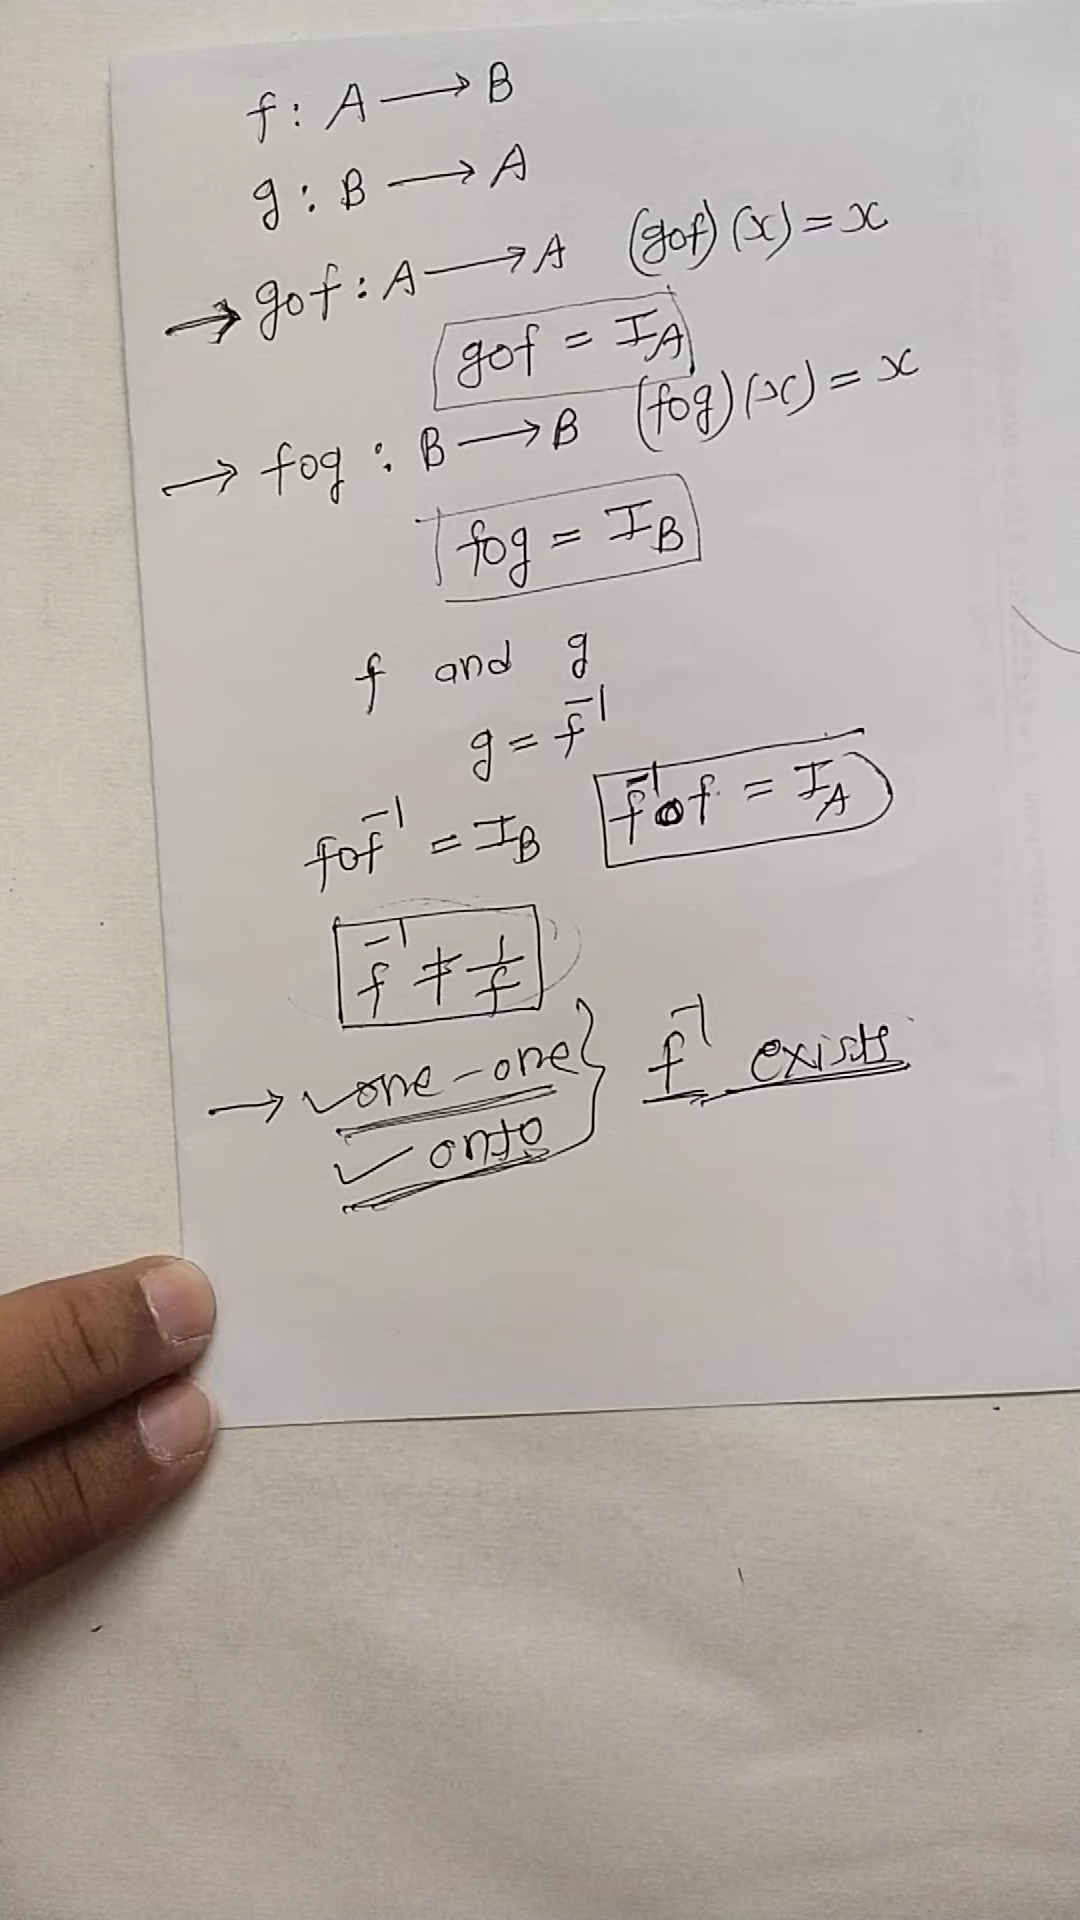 f : A → B
g : B → A
→ gof : A → A (gof)(x) = x
gof = I_A
→ fog : B → B (fog)(x) = x
fog = I_B
f and g
g = f⁻¹
fof⁻¹ = I_B f⁻¹of = I_A
f⁻¹ ≠ 1/f
→ ✓one-one } f⁻¹ exists
✓ onto